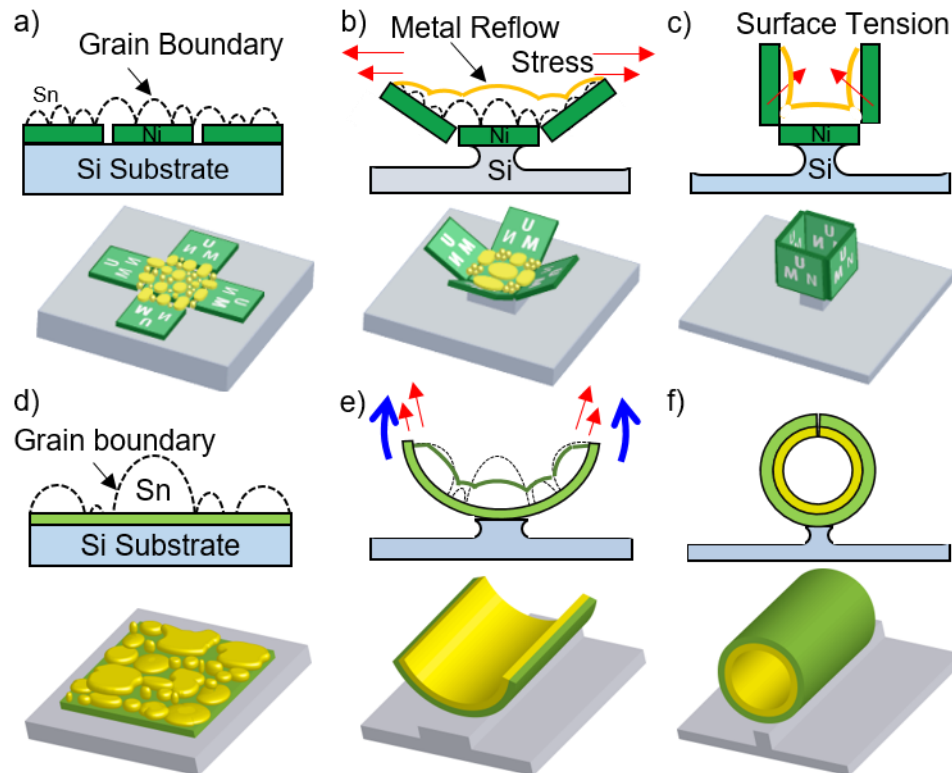 a)
Grain Boundary
Sn
Ni
Si Substrate
U
N M
M N
N M
M
U N
b)
Metal Reflow
Stress
Ni
Si
U
N M
M N
c)
Surface Tension
Ni
Si
U N
M
U
M N
N
M
d)
Grain boundary
Sn
Si Substrate
e)
f)